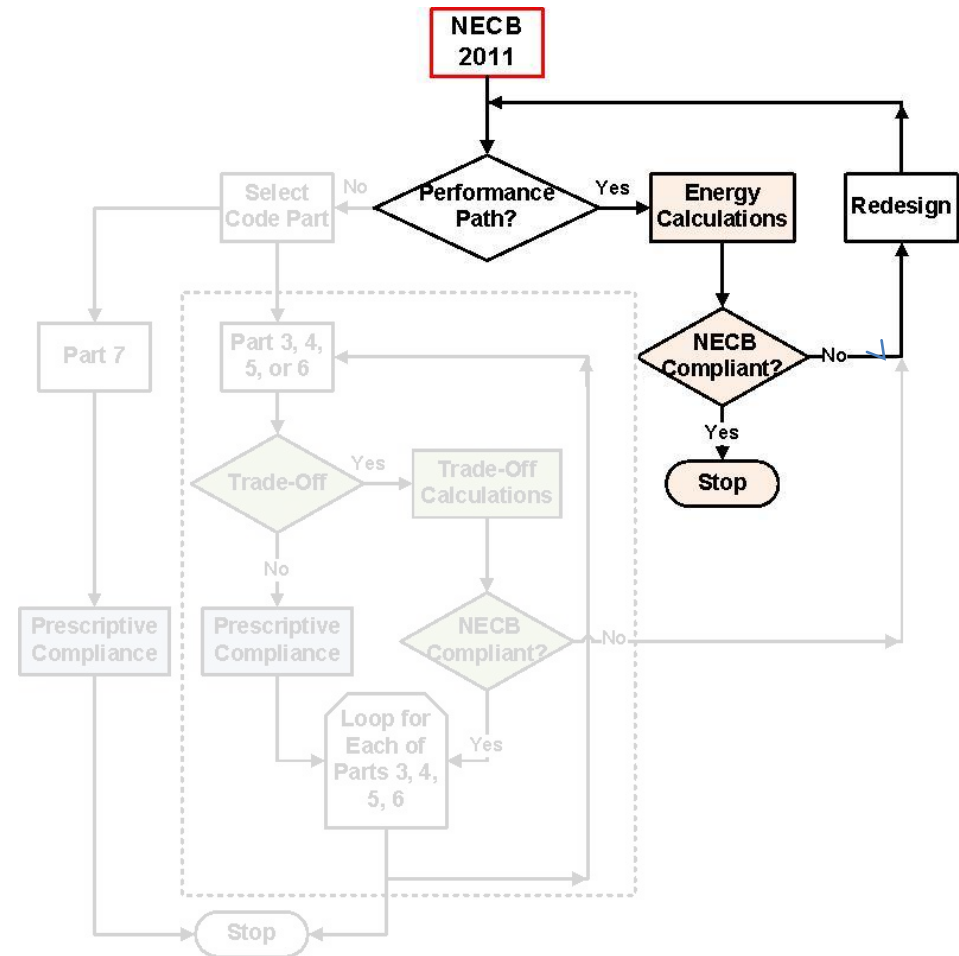 NECB
2011
Performance
Path?
Yes
No
Energy
Calculations
Redesign
Select
Code Part
NECB
Compliant?
No
Yes
Stop
Part 7
Part 3, 4,
5, or 6
Trade-Off
Yes
Trade-Off
Calculations
No
Prescriptive
Compliance
Prescriptive
Compliance
NECB
Compliant?
No
Yes
Loop for
Each of
Parts 3, 4,
5, 6
Stop